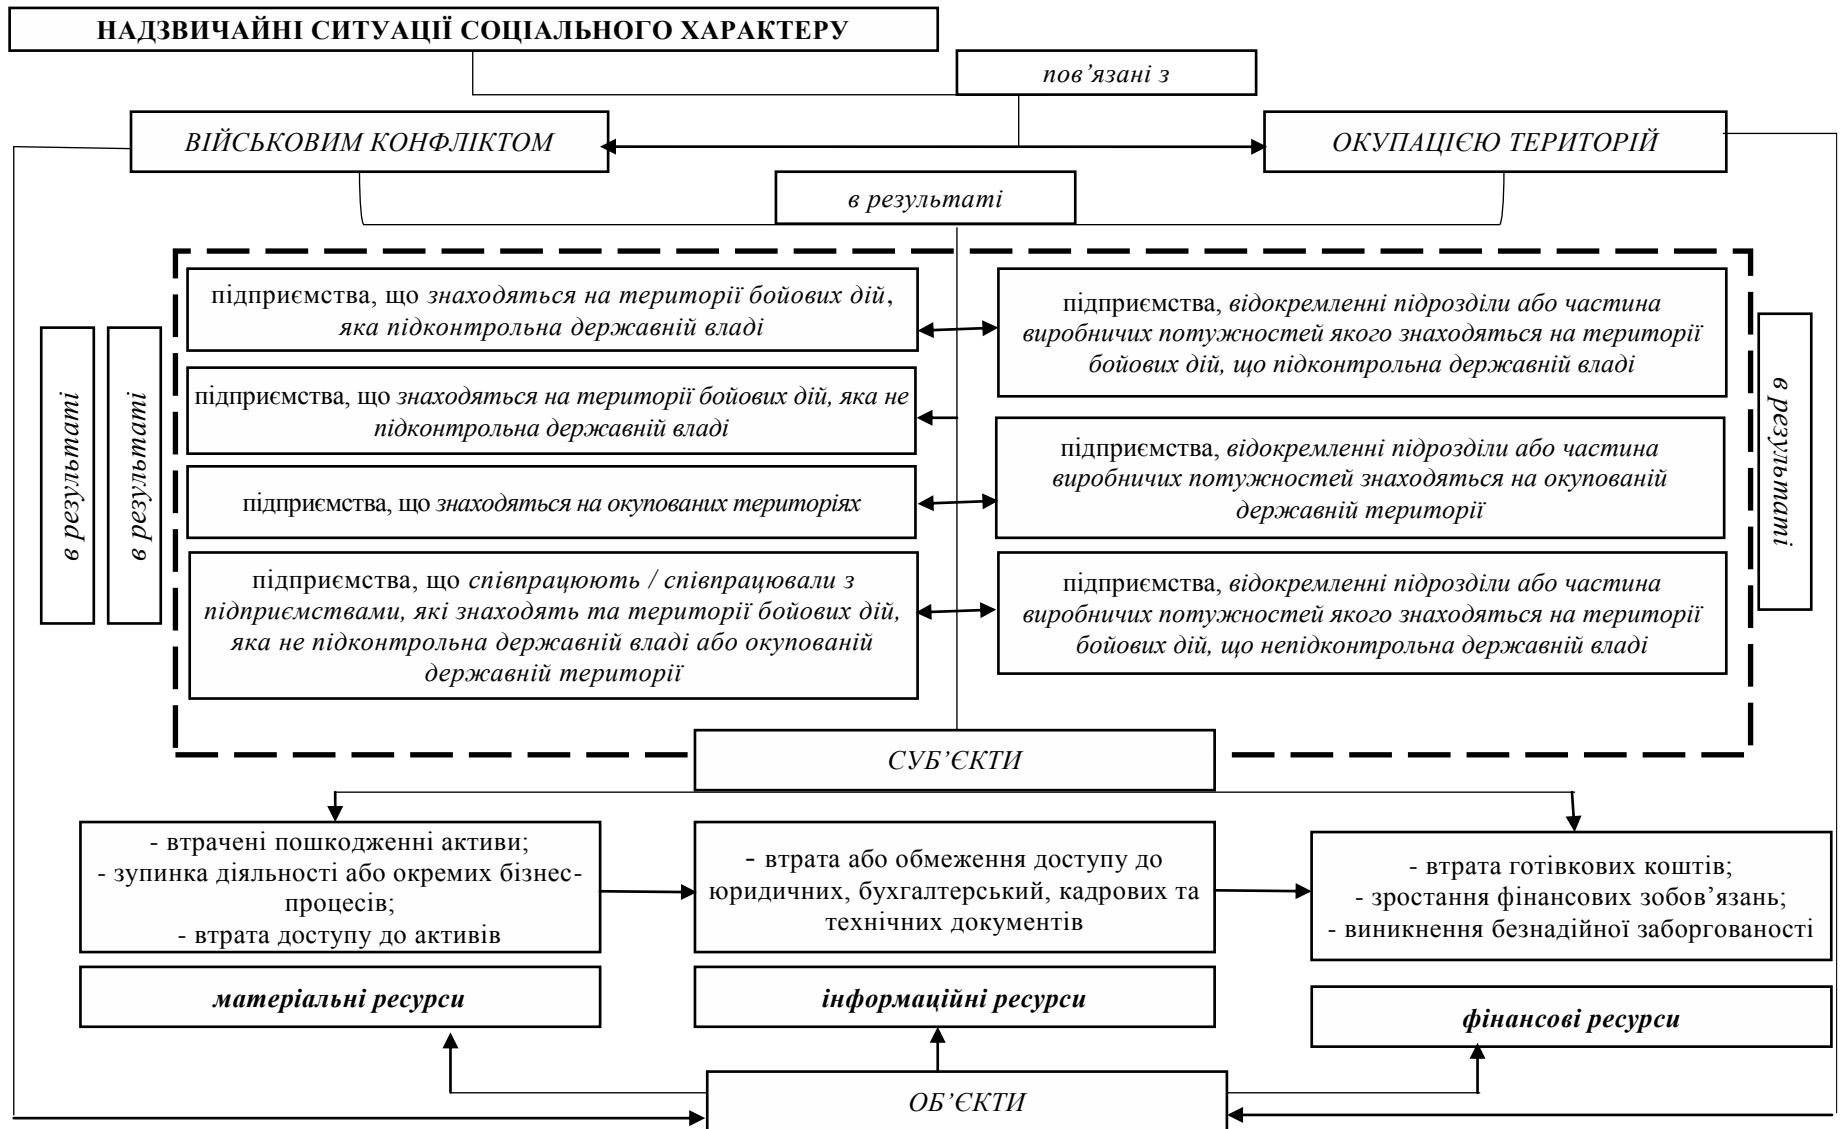 НАДЗВИЧАЙНІ СИТУАЦІЇ СОЦІАЛЬНОГО ХАРАКТЕРУ
пов’язані з
ВІЙСЬКОВИМ КОНФЛІКТОМ
ОКУПАЦІЄЮ ТЕРИТОРІЙ
в результаті
в результаті
в результаті
підприємства, що знаходяться на території бойових дій,
яка підконтрольна державній владі
підприємства, що знаходяться на території бойових дій, яка не
підконтрольна державній владі
підприємства, що знаходяться на окупованих територіях
підприємства, що співпрацюють / співпрацювали з
підприємствами, які знаходять та території бойових дій,
яка не підконтрольна державній владі або окупованій
державній території
підприємства, відокремленні підрозділи або частина
виробничих потужностей якого знаходяться на території
бойових дій, що підконтрольна державній владі
підприємства, відокремленні підрозділи або частина
виробничих потужностей знаходяться на окупованій
державній території
підприємства, відокремленні підрозділи або частина
виробничих потужностей якого знаходяться на території
бойових дій, що непідконтрольна державній владі
в результаті
СУБ’ЄКТИ
- втрачені пошкодженні активи;
- зупинка діяльності або окремих бізнес-
процесів;
- втрата доступу до активів
- втрата або обмеження доступу до
юридичних, бухгалтерський, кадрових та
технічних документів
- втрата готівкових коштів;
- зростання фінансових зобов’язань;
- виникнення безнадійної заборгованості
матеріальні ресурси
інформаційні ресурси
фінансові ресурси
ОБ’ЄКТИ